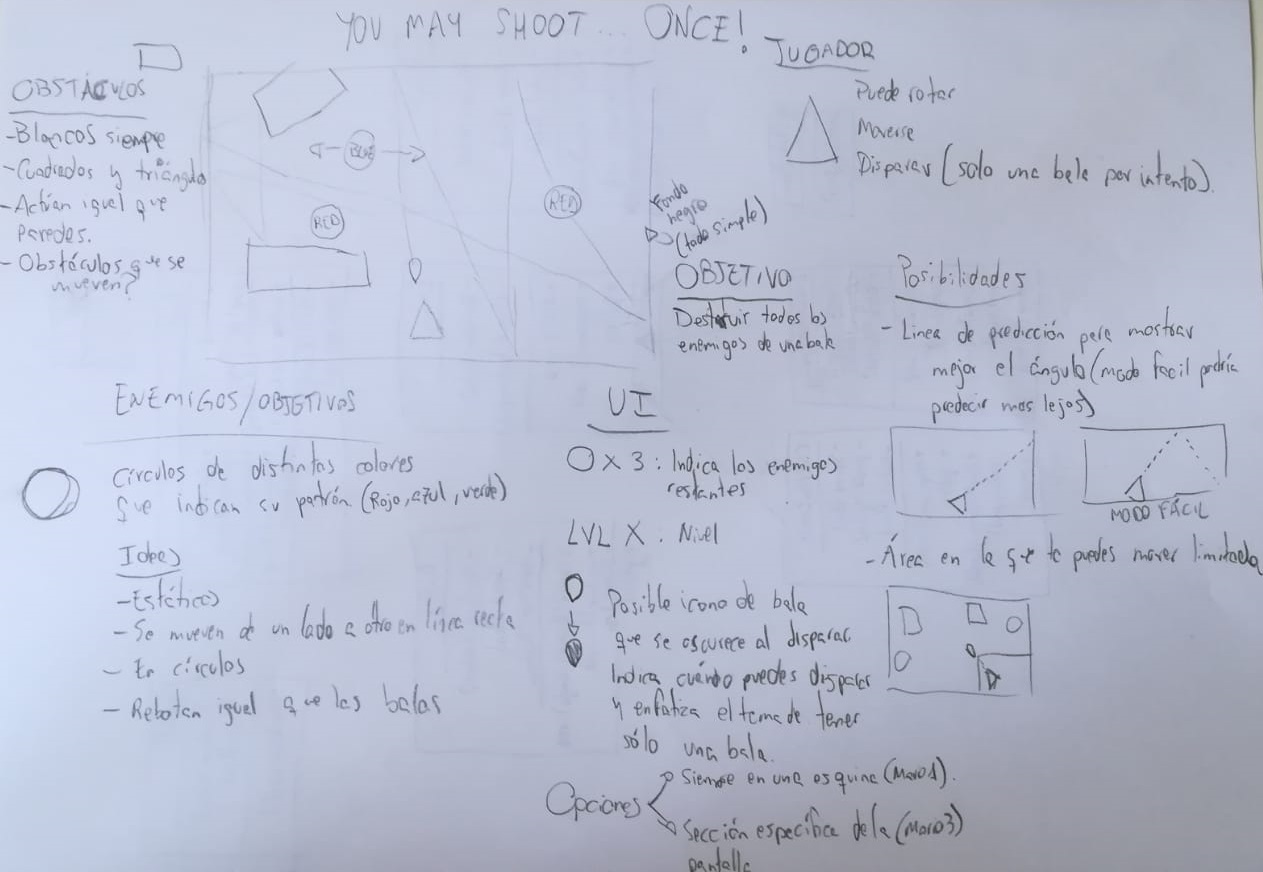 YOU MAY SHOOT... ONCE!
OBSTÁCULOS
-Blancos siempre
-Cuadrados y triángulo
-Actúan igual que
paredes.
- Obstáculos que se
mueven?
BLUE
RED
RED
Fondo
negro
(todo simple)
JUGADOR
Puede rotar
Moverse
Disparar (solo una bala por intento).
OBJETIVO
Destruir todos los
enemigos de una bala
Posibilidades
- Linea de predicción para mostrar
mejor el ángulo (modo facil podría
predecir mas lejos)
MODO FÁCIL
- Área en la que te puedes mover limitada
ENEMIGOS/OBJETIVOS
Círculos de distintos colores
que indican su patrón (Rojo, azul, verde)
Ideas
-Estáticos
- Se mueven de un lado a otro en línea recta
- En círculos
- Rebotan igual que las balas
UI
O x 3 : Indica los enemigos
restantes
LVL X : Nivel
Posible icono de bala
que se oscurece al disparar
Indica cuándo puedes disparar
y enfatiza el tema de tener
sólo una bala.
Opciones
Siempre en una esquina (Mono1).
Sección específica de la (Mono3)
pantalla